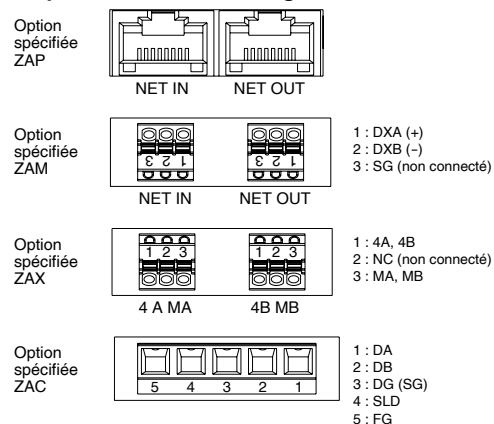 Option
spécifiée
ZAP
NET IN NET OUT
Option
spécifiée
ZAM
3 2 1
3 2 1
NET IN NET OUT
1 : DXA (+)
2 : DXB (−)
3 : SG (non connecté)
Option
spécifiée
ZAX
1 2 3
1 2 3
4 A MA 4B MB
1 : 4A, 4B
2 : NC (non connecté)
3 : MA, MB
Option
spécifiée
ZAC
5 4 3 2 1
1 : DA
2 : DB
3 : DG (SG)
4 : SLD
5 : FG